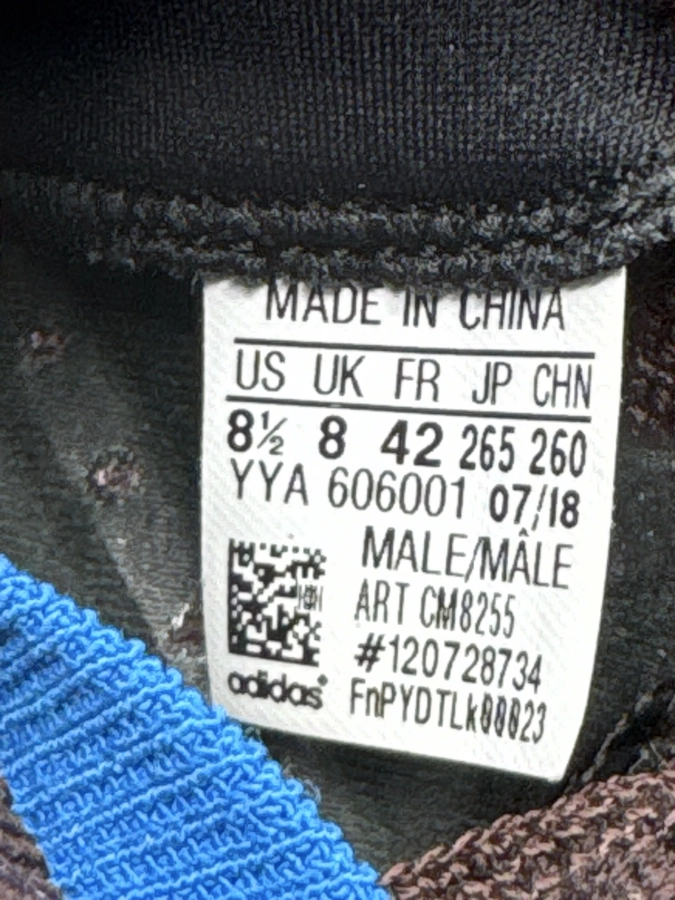 MADE IN CHINA
US UK FR JP CHN
8½ 8 42 265 260
YYA 606001 07/18
MALE/MÂLE
ART CM8255
#120728734
FnPYDTLk00023
adidas